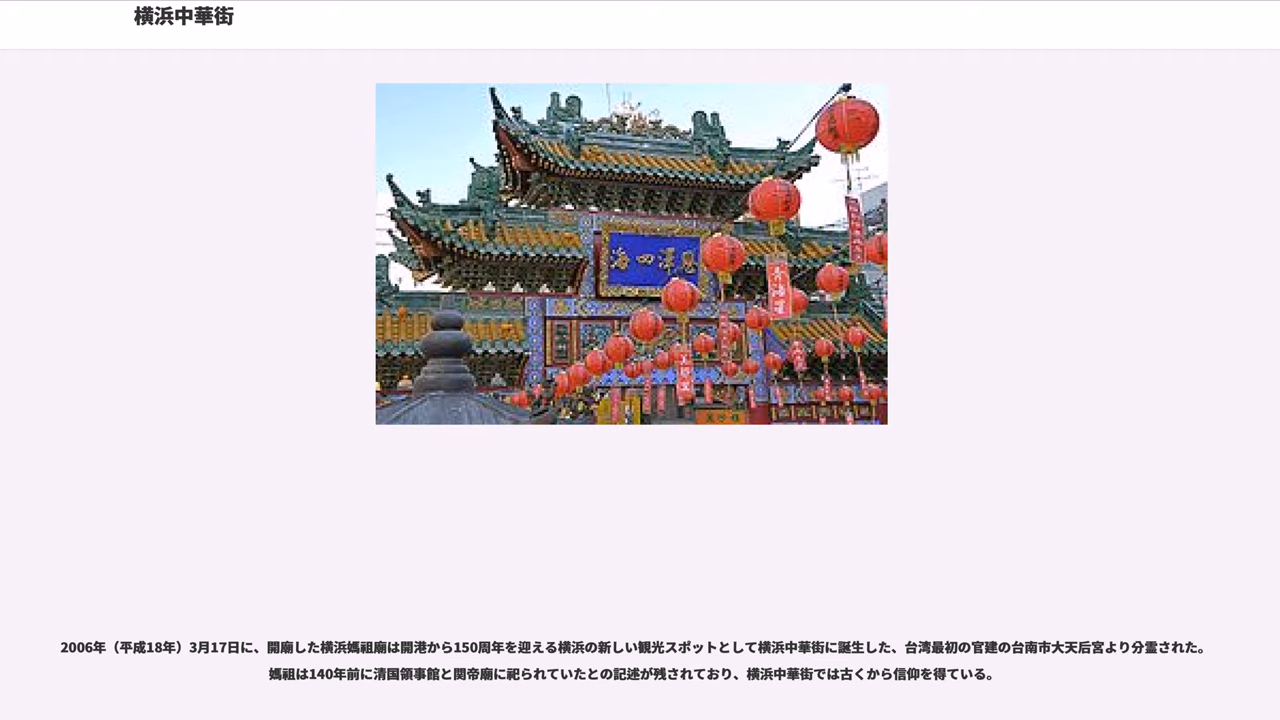 横浜中華街
海四澤恩
2006年（平成18年）3月17日に、開廟した横浜媽祖廟は開港から150周年を迎える横浜の新しい観光スポットとして横浜中華街に誕生した、台湾最初の官建の台南市大天后宮より分霊された。
媽祖は140年前に清国領事館と関帝廟に祀られていたとの記述が残されており、横浜中華街では古くから信仰を得ている。